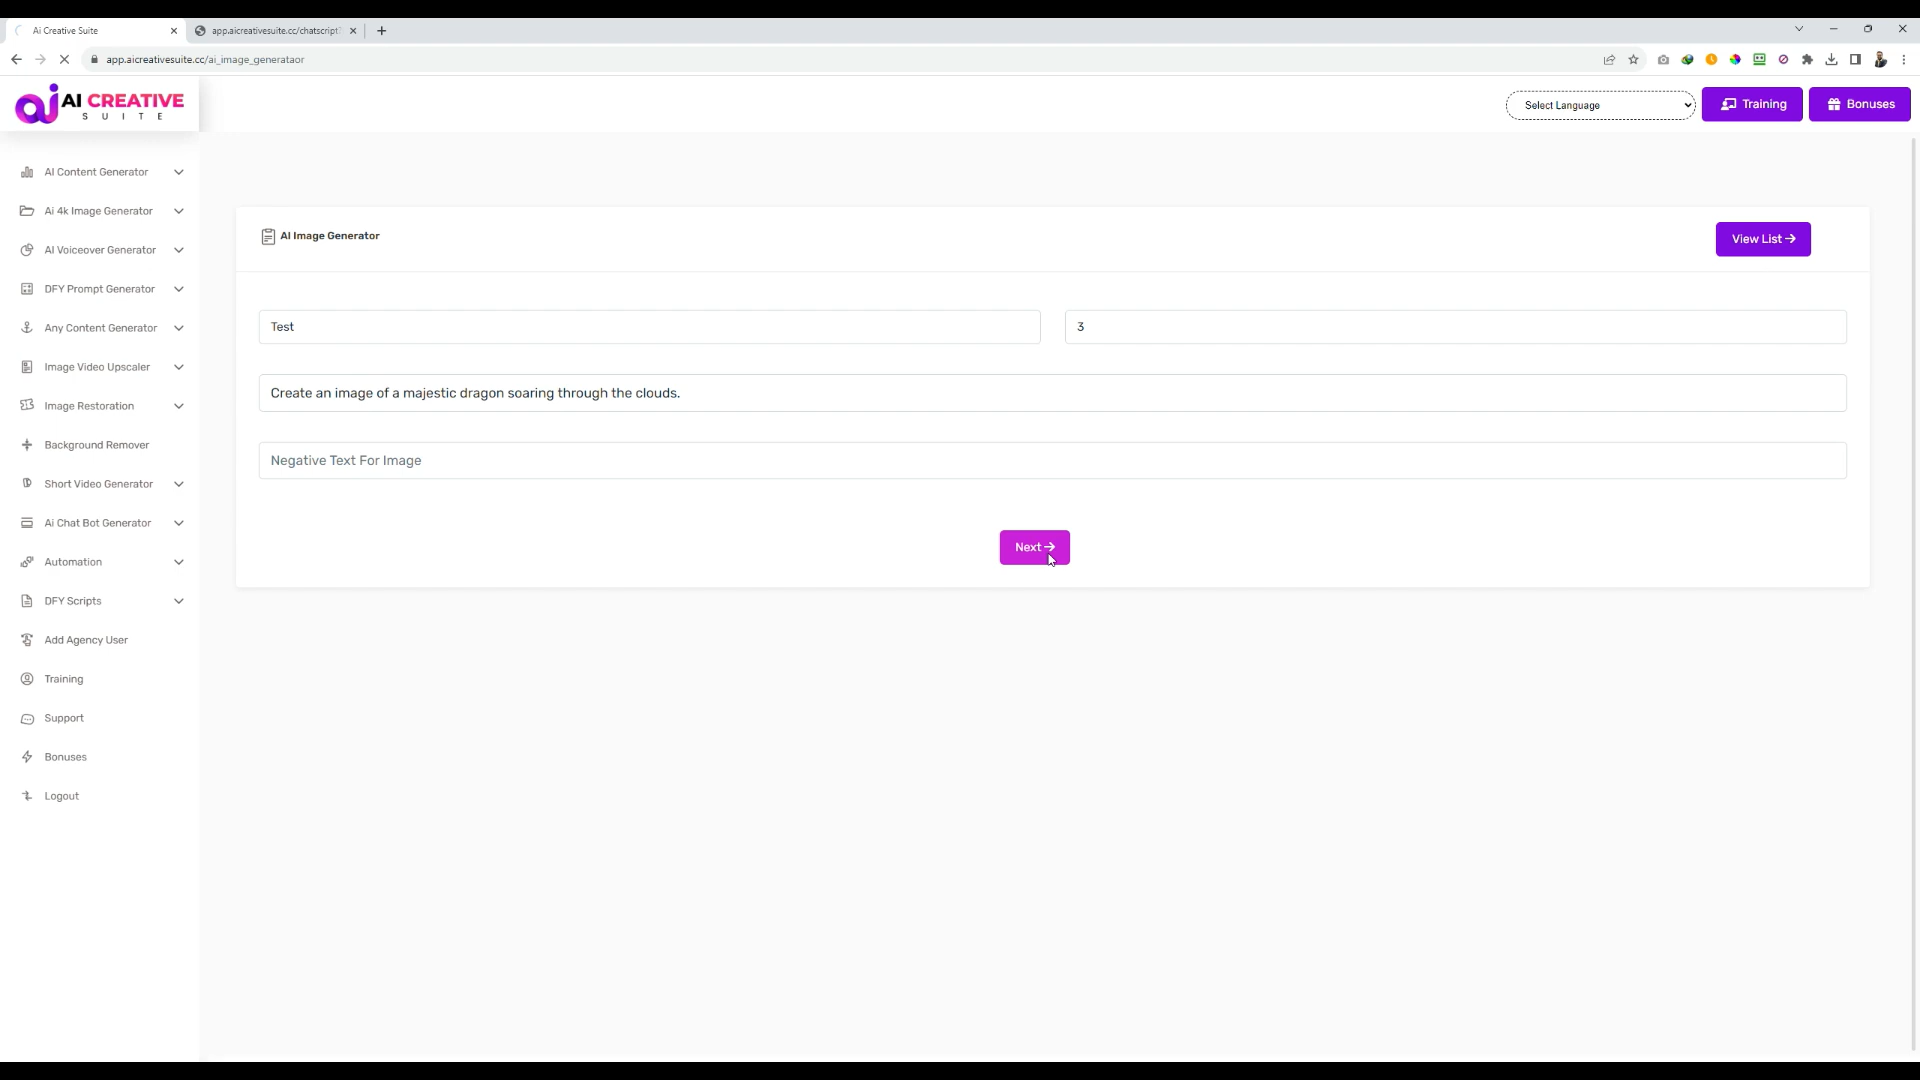 Ai Creative Suite
app.aicreativesuite.cc/chatscript
app.aicreativesuite.cc/ai_image_generataor
AI CREATIVE
SUITE
Select Language
Training
Bonuses
AI Content Generator
Ai 4k Image Generator
AI Voiceover Generator
DFY Prompt Generator
Any Content Generator
Image Video Upscaler
Image Restoration
Background Remover
Short Video Generator
Ai Chat Bot Generator
Automation
DFY Scripts
Add Agency User
Training
Support
Bonuses
Logout
AI Image Generator
View List
Test
3
Create an image of a majestic dragon soaring through the clouds.
Negative Text For Image
Next